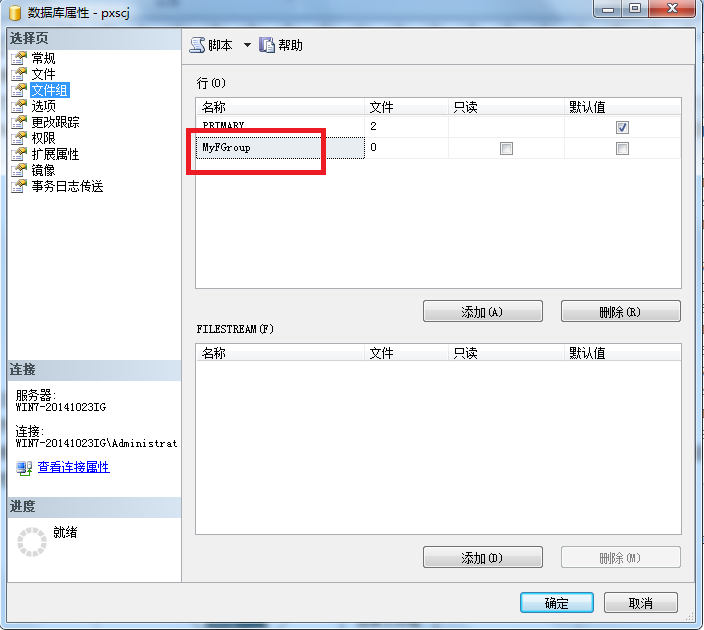 数据库属性 - pxscj
选择页
常规
文件
文件组
选项
更改跟踪
权限
扩展属性
镜像
事务日志传送
连接
服务器:
WIN7-20141023IG
连接:
WIN7-20141023IG\Administrat
查看连接属性
进度
就绪
脚本 帮助
行(O)
名称 文件 只读 默认值
PRIMARY 2
MyFGroup 0
添加(A) 删除(R)
FILESTREAM(F)
名称 文件 只读 默认值
添加(D) 删除(M)
确定 取消